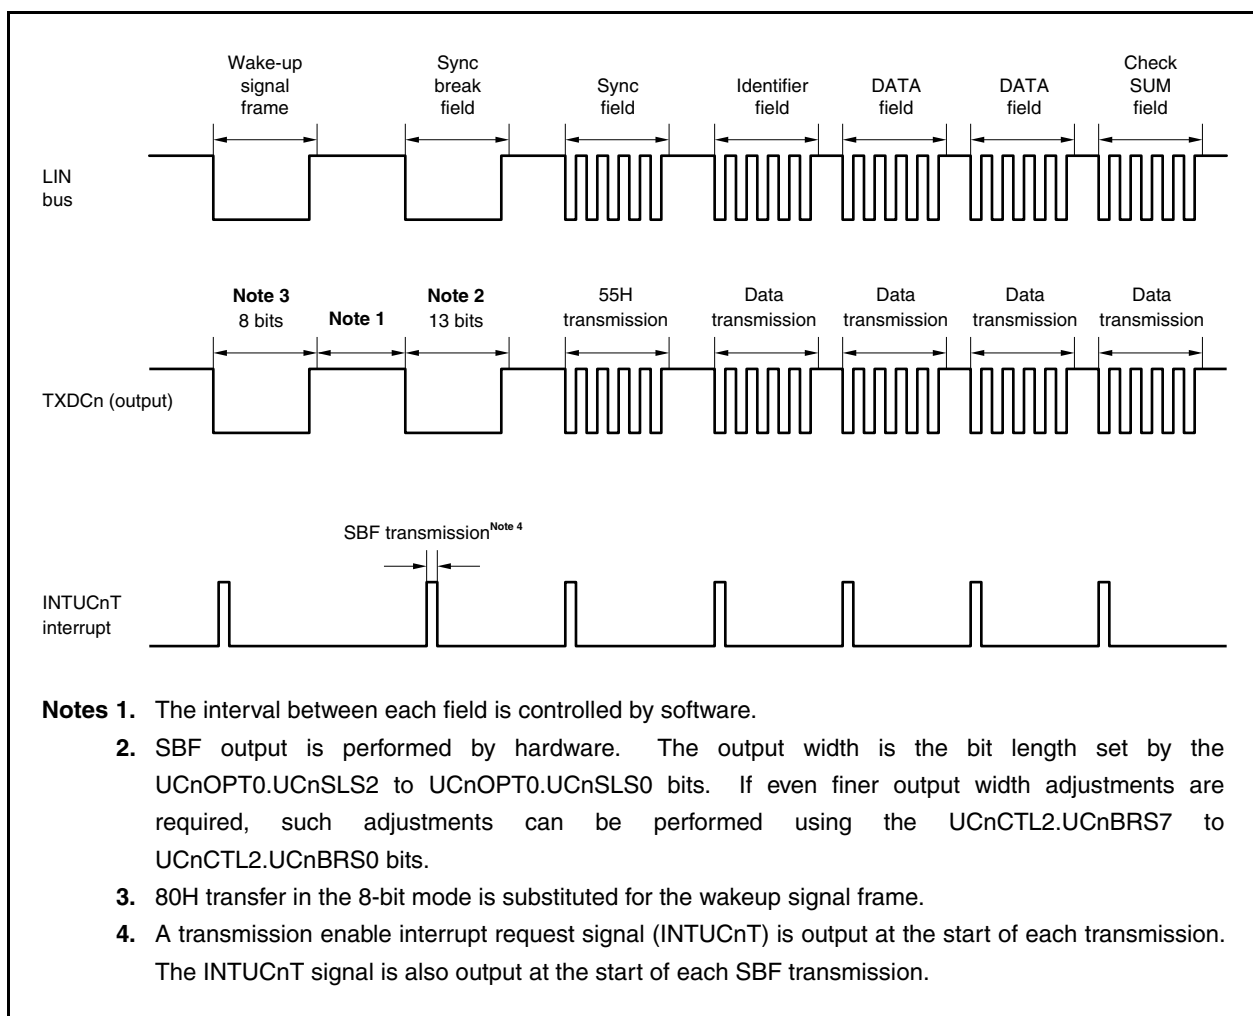 Wake-up
signal
frame
Sync
break
field
Sync
field
Identifier
field
DATA
field
DATA
field
Check
SUM
field
LIN
bus
Note 3
8 bits
Note 1
Note 2
13 bits
55H
transmission
Data
transmission
Data
transmission
Data
transmission
Data
transmission
TXDCn (output)
SBF transmission Note 4
INTUCnT
interrupt
Notes 1. The interval between each field is controlled by software.
2. SBF output is performed by hardware. The output width is the bit length set by the
UCnOPT0.UCnSLS2 to UCnOPT0.UCnSLS0 bits. If even finer output width adjustments are
required, such adjustments can be performed using the UCnCTL2.UCnBRS7 to
UCnCTL2.UCnBRS0 bits.
3. 80H transfer in the 8-bit mode is substituted for the wakeup signal frame.
4. A transmission enable interrupt request signal (INTUCnT) is output at the start of each transmission.
The INTUCnT signal is also output at the start of each SBF transmission.